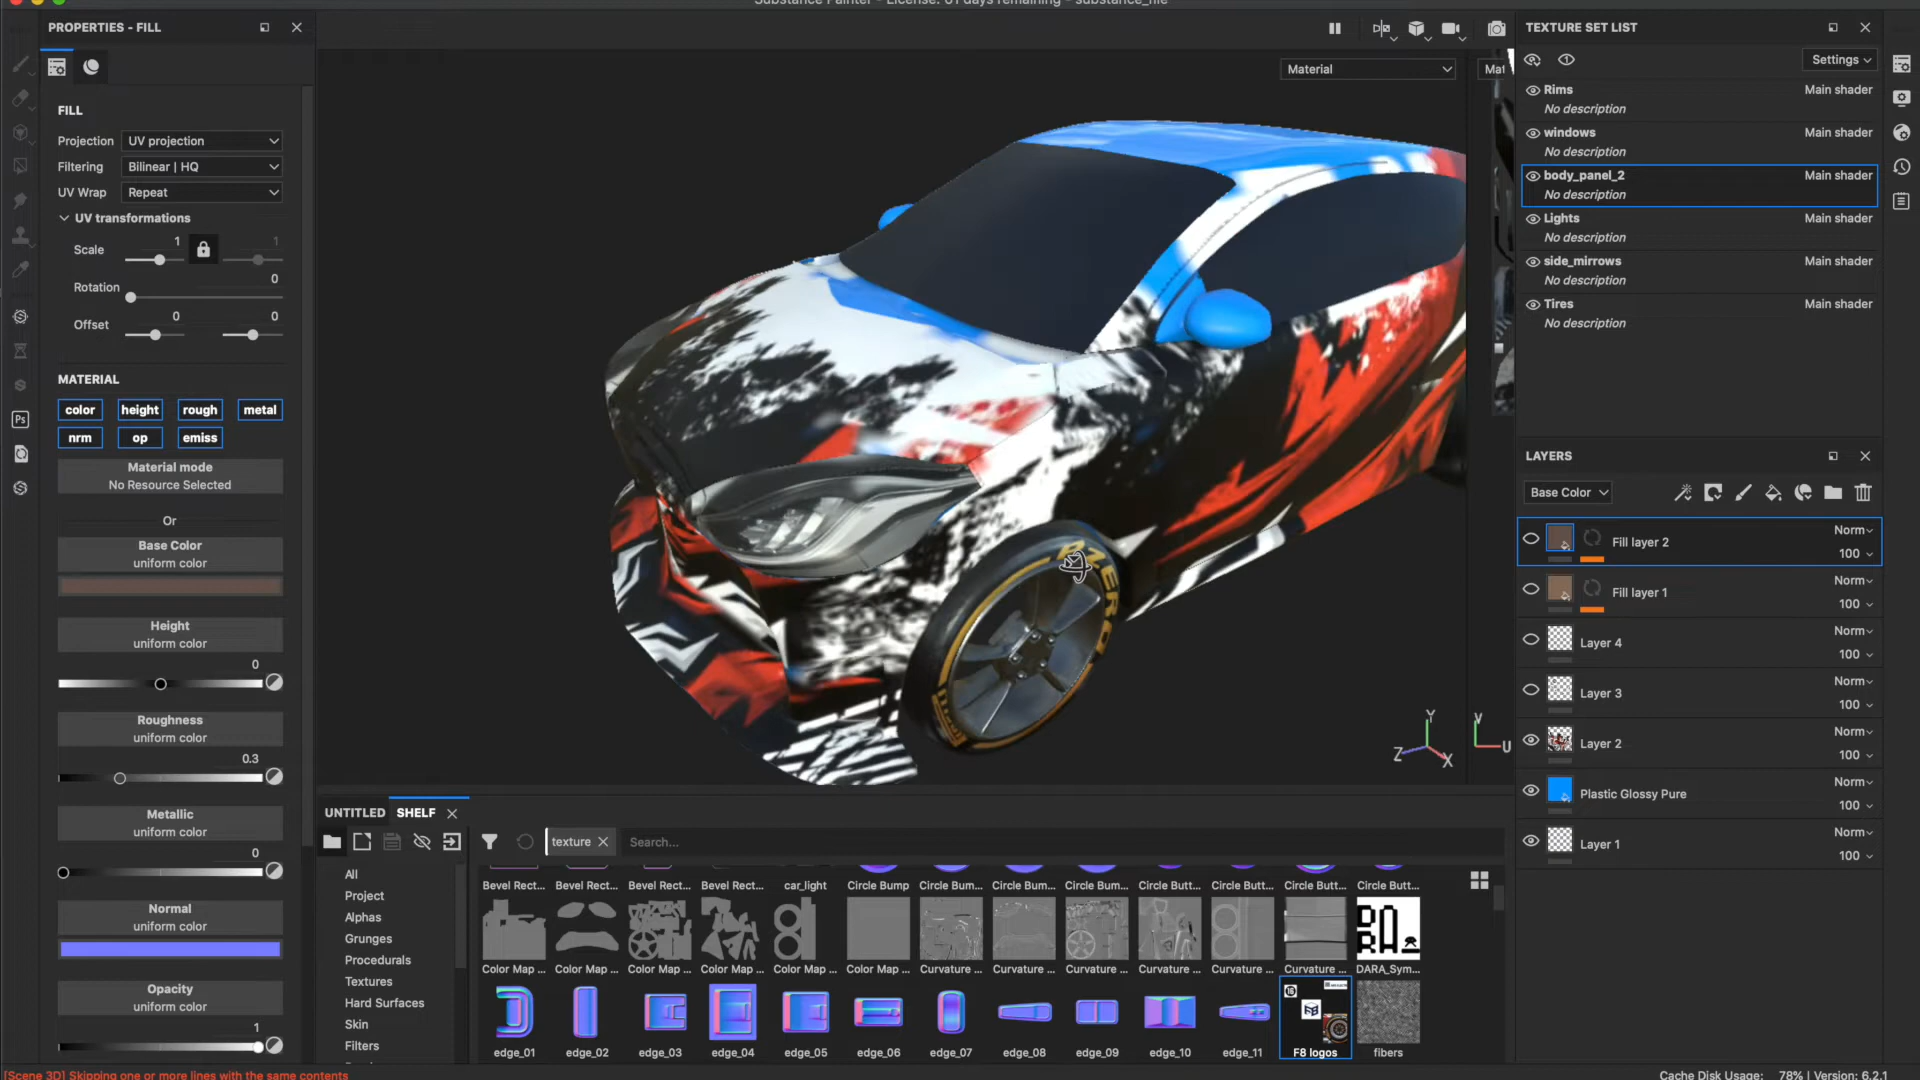 Substance Painter - License: 61 days remaining - substance_file
PROPERTIES - FILL
FILL
Projection UV projection
Filtering Bilinear | HQ
UV Wrap Repeat
UV transformations
Scale 1 1
Rotation 0
Offset 0 0
MATERIAL
color height rough metal
nrm op emiss
Material mode
No Resource Selected
Or
Base Color
uniform color
Height
uniform color
0
Roughness
uniform color
0.3
Metallic
uniform color
0
Normal
uniform color
Opacity
uniform color
1
[Scene 3D] Skipping one or more lines with the same contents
Material
Mat
PZERO
Y
Z
X
V
U
UNTITLED SHELF
texture Search...
All
Project
Alphas
Grunges
Procedurals
Textures
Hard Surfaces
Skin
Filters
Bevel Rect... Bevel Rect... Bevel Rect... Bevel Rect... car_light Circle Bump Circle Bum... Circle Bum... Circle Bum... Circle Butt... Circle Butt... Circle Butt... Circle Butt...
Color Map ... Color Map ... Color Map ... Color Map ... Color Map ... Color Map ... Curvature ... Curvature ... Curvature ... Curvature ... Curvature ... Curvature ... DARA_Sym...
edge_01 edge_02 edge_03 edge_04 edge_05 edge_06 edge_07 edge_08 edge_09 edge_10 edge_11 F8 logos fibers
TEXTURE SET LIST
Settings
Rims Main shader
No description
windows Main shader
No description
body_panel_2 Main shader
No description
Lights Main shader
No description
side_mirrows Main shader
No description
Tires Main shader
No description
LAYERS
Base Color
Fill layer 2 Norm 100
Fill layer 1 Norm 100
Layer 4 Norm 100
Layer 3 Norm 100
Layer 2 Norm 100
Plastic Glossy Pure Norm 100
Layer 1 Norm 100
Cache Disk Usage: 78% | Version: 6.2.1
Ps